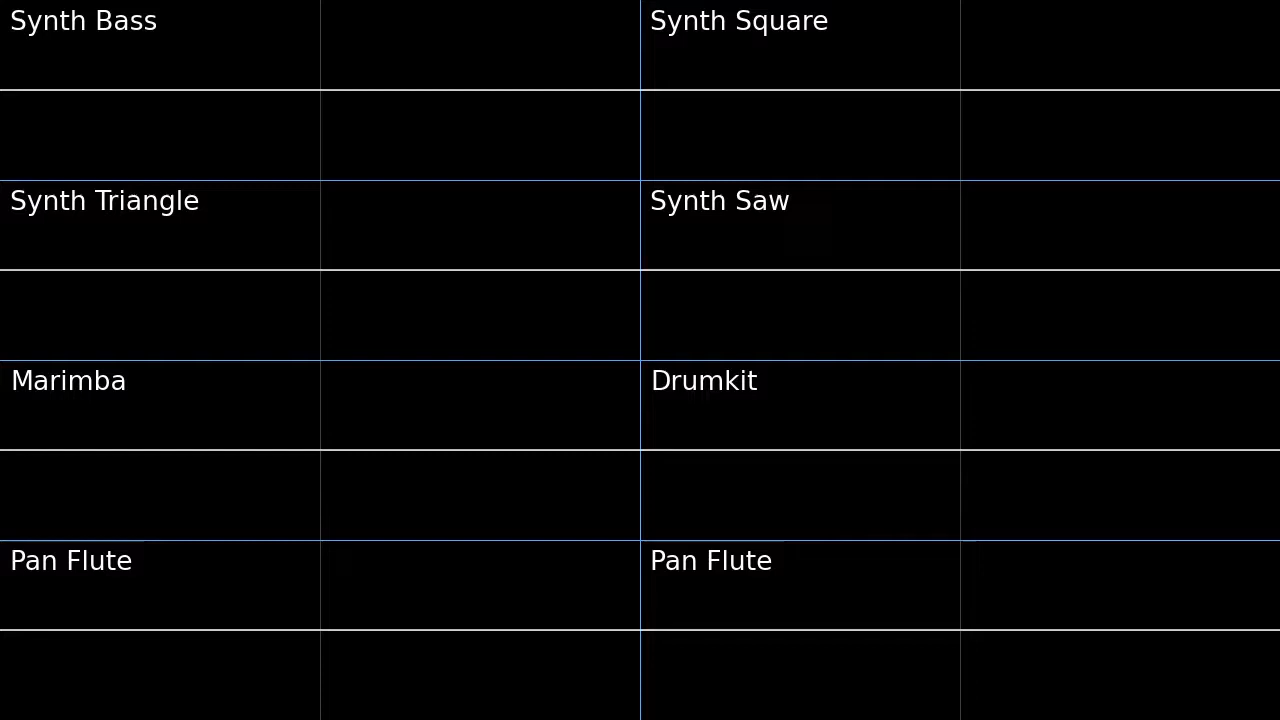 Synth Bass
Synth Square
Synth Triangle
Synth Saw
Marimba
Drumkit
Pan Flute
Pan Flute